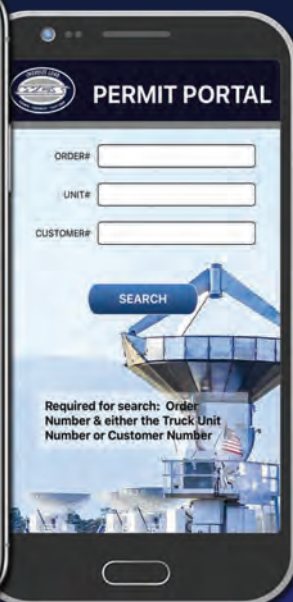 PERMIT PORTAL
ORDER#
UNIT#
CUSTOMER#
SEARCH
Required for search: Order
Number & either the Truck Unit
Number or Customer Number